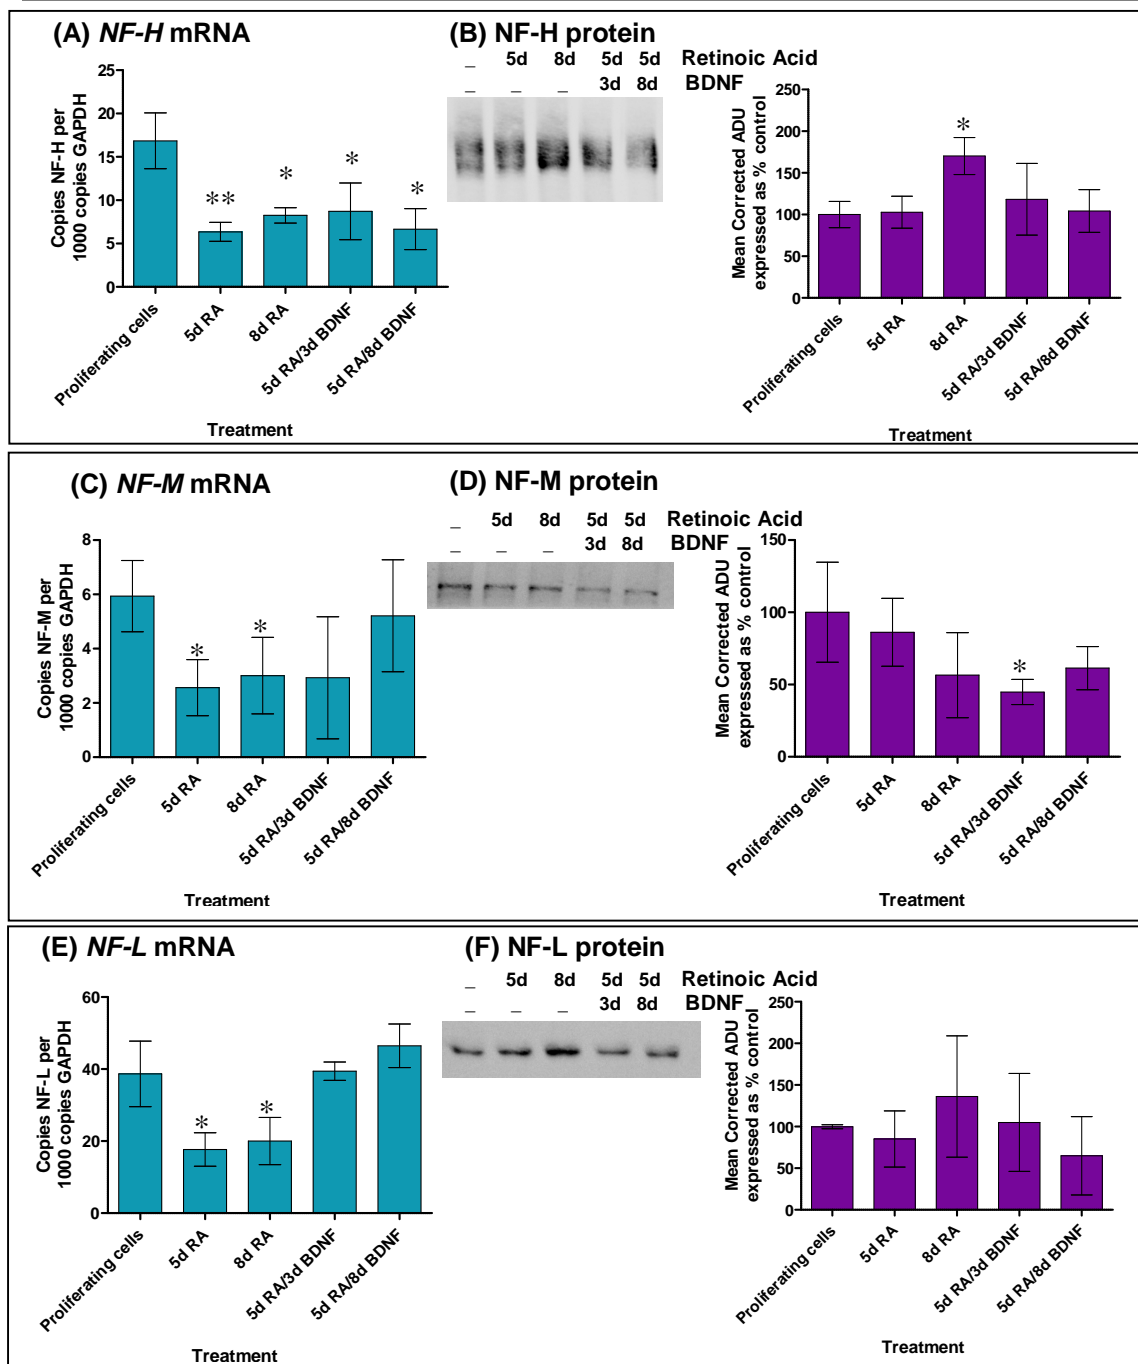 (A) NF-H mRNA
Copies NF-H per
1000 copies GAPDH
25
20
15
10
5
0
**
*
*
*
Proliferating cells
5d RA
8d RA
5d RA/3d BDNF
5d RA/8d BDNF
Treatment
(B) NF-H protein
_ 5d 8d 5d 5d Retinoic Acid
_ _ _ 3d 8d BDNF
Mean Corrected ADU
expressed as % control
250
200
150
100
50
0
*
Proliferating cells
5d RA
8d RA
5d RA/3d BDNF
5d RA/8d BDNF
Treatment
(C) NF-M mRNA
Copies NF-M per
1000 copies GAPDH
8
6
4
2
0
*
*
Proliferating cells
5d RA
8d RA
5d RA/3d BDNF
5d RA/8d BDNF
Treatment
(D) NF-M protein
_ 5d 8d 5d 5d Retinoic Acid
_ _ _ 3d 8d BDNF
Mean Corrected ADU
expressed as % control
150
100
50
0
*
Proliferating cells
5d RA
8d RA
5d RA/3d BDNF
5d RA/8d BDNF
Treatment
(E) NF-L mRNA
Copies NF-L per
1000 copies GAPDH
60
40
20
0
*
*
Proliferating cells
5d RA
8d RA
5d RA/3d BDNF
5d RA/8d BDNF
Treatment
(F) NF-L protein
_ 5d 8d 5d 5d Retinoic Acid
_ _ _ 3d 8d BDNF
Mean Corrected ADU
expressed as % control
250
200
150
100
50
0
Proliferating cells
5d RA
8d RA
5d RA/3d BDNF
5d RA/8d BDNF
Treatment